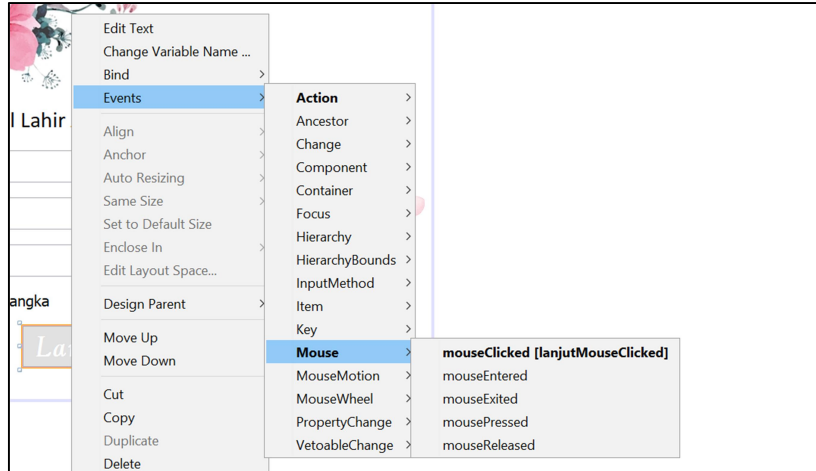 Edit Text
Change Variable Name ...
Bind
Events
Align
Anchor
Auto Resizing
Same Size
Set to Default Size
Enclose In
Edit Layout Space...
Design Parent
Move Up
Move Down
Cut
Copy
Duplicate
Delete
Action
Ancestor
Change
Component
Container
Focus
Hierarchy
HierarchyBounds
InputMethod
Item
Key
Mouse
MouseMotion
MouseWheel
PropertyChange
VetoableChange
mouseClicked [lanjutMouseClicked]
mouseEntered
mouseExited
mousePressed
mouseReleased
l Lahir
angka